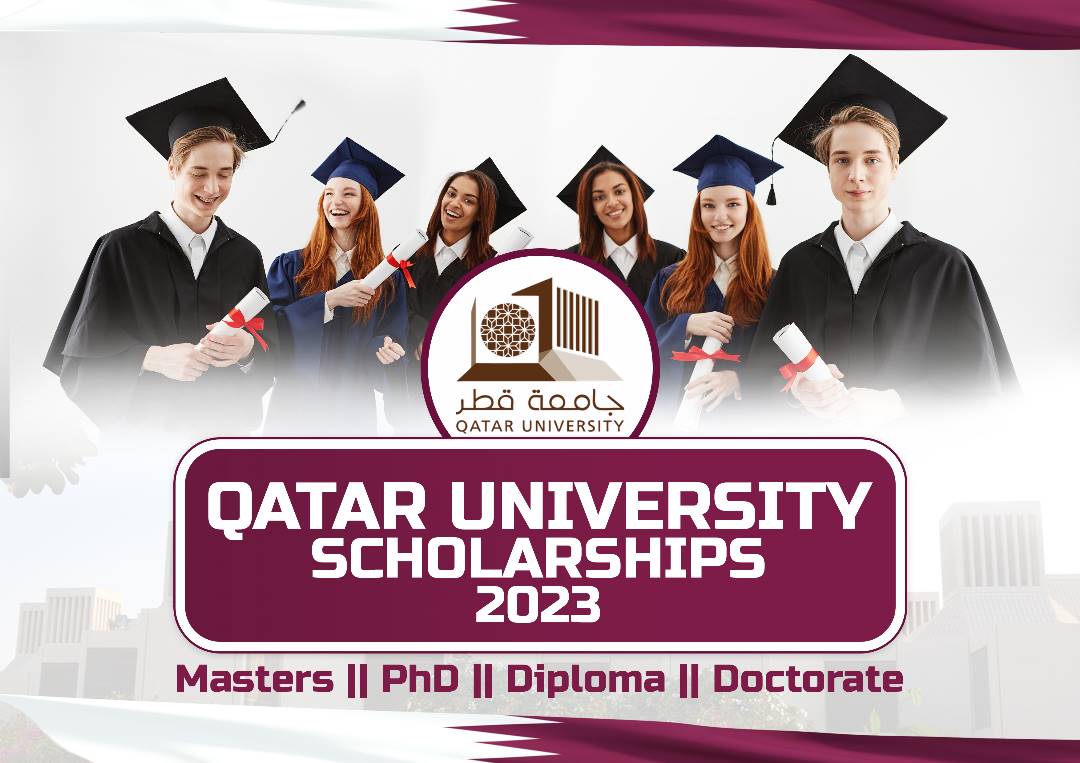 جامعة قطر
QATAR UNIVERSITY
QATAR UNIVERSITY
SCHOLARSHIPS
2023
Masters || PhD || Diploma || Doctorate